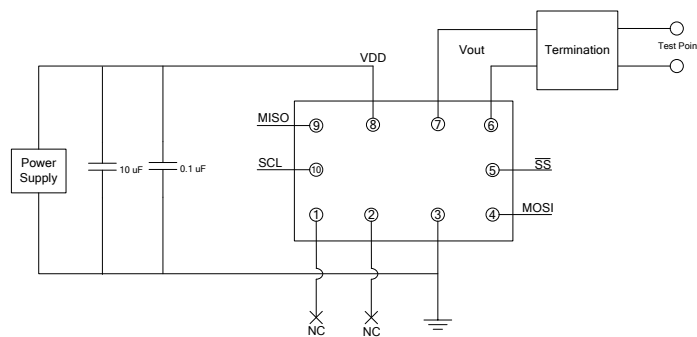 VDD
Vout
Termination
Test Poin
MISO
9
8
7
6
Power
Supply
10 uF
0.1 uF
SCL
10
5
SS
1
2
3
4
MOSI
NC
NC